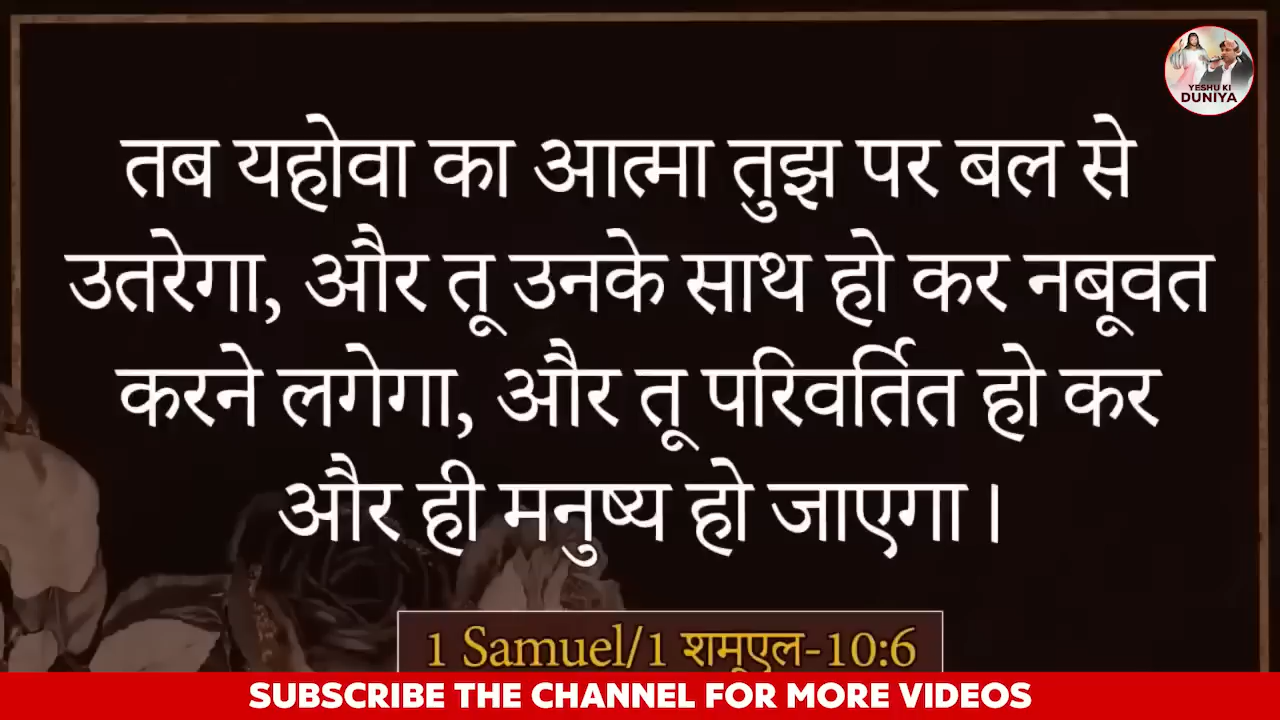 YESHU KI
DUNIYA
तब यहोवा का आत्मा तुझ पर बल से
उतरेगा, और तू उनके साथ हो कर नबूवत
करने लगेगा, और तू परिवर्तित हो कर
और ही मनुष्य हो जाएगा।
1 Samuel/1 शमूएल-10:6
SUBSCRIBE THE CHANNEL FOR MORE VIDEOS